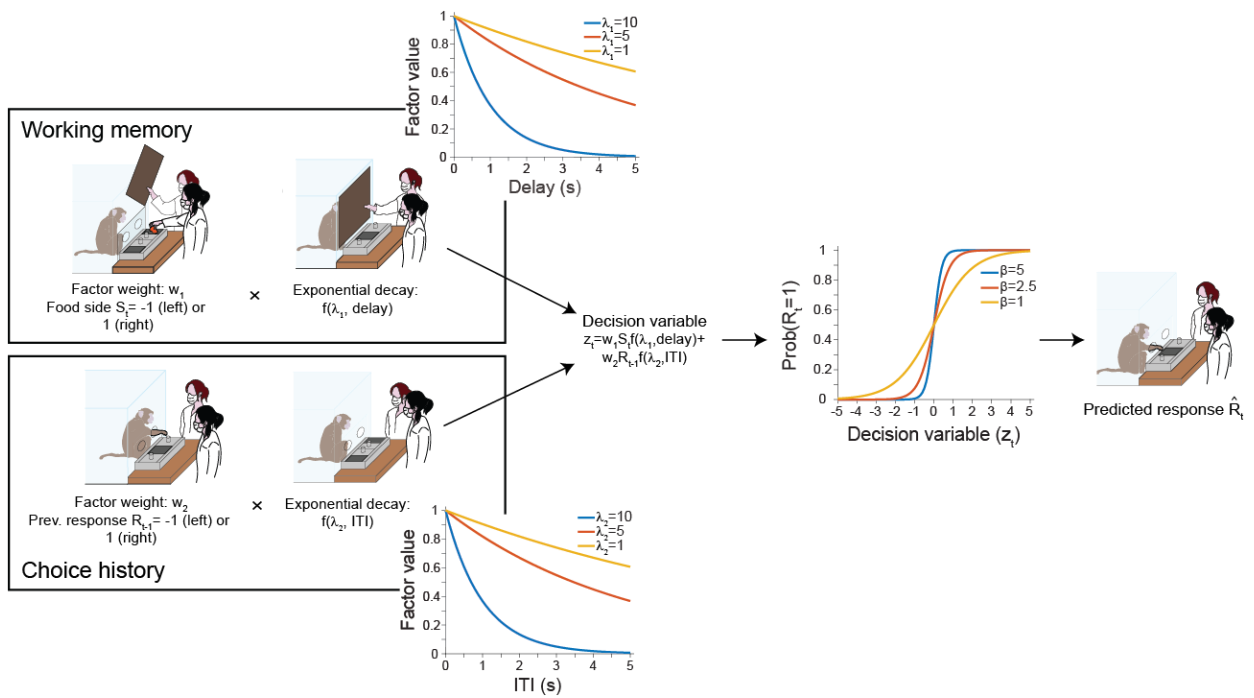 Working memory
Factor weight: w₁
Food side Sₜ= -1 (left) or
1 (right)
×
Exponential decay:
f(λ₁, delay)
Factor value
1
0.8
0.6
0.4
0.2
0
λ₁=10
λ₁=5
λ₁=1
0 1 2 3 4 5
Delay (s)
Factor weight: w₂
Prev. response Rₜ₋₁= -1 (left) or
1 (right)
×
Exponential decay:
f(λ₂, ITI)
Choice history
Factor value
1
0.8
0.6
0.4
0.2
0
λ₂=10
λ₂=5
λ₂=1
0 1 2 3 4 5
ITI (s)
Decision variable
zₜ=w₁Sₜf(λ₁,delay)+
w₂Rₜ₋₁f(λ₂,ITI)
Prob(Rₜ=1)
1
0.8
0.6
0.4
0.2
0
β=5
β=2.5
β=1
-5 -4 -3 -2 -1 0 1 2 3 4 5
Decision variable (zₜ)
Predicted response R̂ₜ